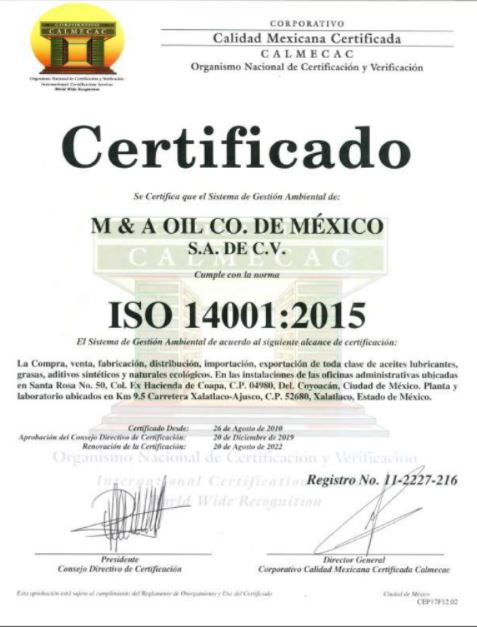 CORPORATIVO
CALMECAC
Organismo Nacional de Certificación y Verificación
International Certification Service
World Wide Recognition
CORPORATIVO
Calidad Mexicana Certificada
CALMECAC
Organismo Nacional de Certificación y Verificación
Certificado
Se Certifica que el Sistema de Gestión Ambiental de:
M & A OIL CO. DE MÉXICO
S.A. DE C.V.
CALMECAC
Cumple con la norma
ISO 14001:2015
El Sistema de Gestión Ambiental de acuerdo al siguiente alcance de certificación:
La Compra, venta, fabricación, distribución, importación, exportación de toda clase de aceites lubricantes,
grasas, aditivos sintéticos y naturales ecológicos. En las instalaciones de las oficinas administrativas ubicadas
en Santa Rosa No. 50, Col. Ex Hacienda de Coapa, C.P. 04980, Del. Coyoacán, Ciudad de México. Planta y
laboratorio ubicados en Km 9.5 Carretera Xalatlaco-Ajusco, C.P. 52680, Xalatlaco, Estado de México.
Certificado Desde: 26 de Agosto de 2010
Aprobación del Consejo Directivo de Certificación: 20 de Diciembre de 2019
Renovación de la Certificación: 20 de Agosto de 2022
Organismo Nacional de Certificación y Verificación
International Certification
Registro No. 11-2227-216
World Wide Recognition
Presidente
Consejo Directivo de Certificación
Director General
Corporativo Calidad Mexicana Certificada Calmecac
Esta aprobación está sujeta al cumplimiento del Reglamento de Otorgamiento y Uso del Certificado
Ciudad de México
CEP17F12.02